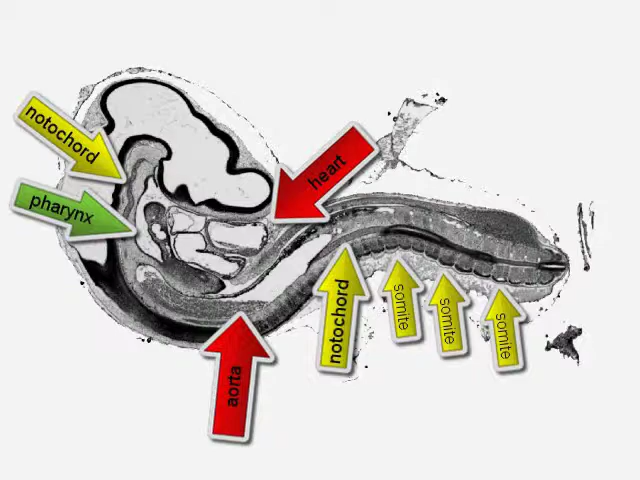 notochord
heart
pharynx
notochord
somite
somite
somite
aorta